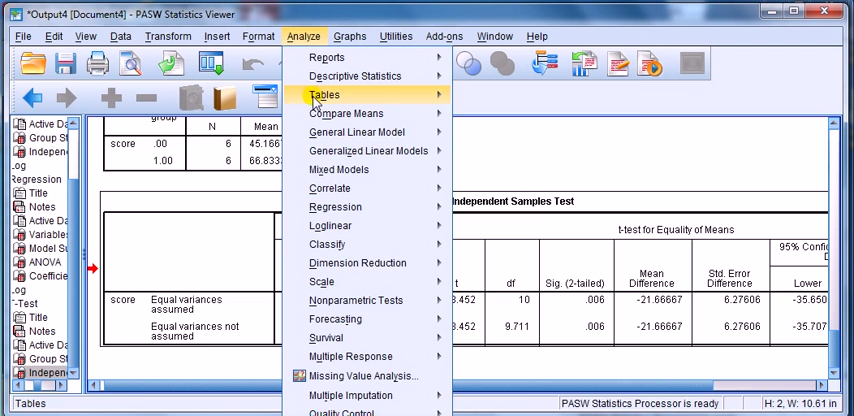 *Output4 [Document4] - PASW Statistics Viewer
File Edit View Data Transform Insert Format Analyze Graphs Utilities Add-ons Window Help
Reports
Descriptive Statistics
Tables
Compare Means
General Linear Model
Generalized Linear Models
Mixed Models
Correlate
Regression
Loglinear
Classify
Dimension Reduction
Scale
Nonparametric Tests
Forecasting
Survival
Multiple Response
Missing Value Analysis...
Multiple Imputation
Quality Control
Active Da
Group St
Indepen
Log
Regression
Title
Notes
Active Da
Variables
Model Su
ANOVA
Coefficie
T-Test
Title
Notes
Active Da
Group St
Indepen
group N Mean
score .00 6 45.1667
1.00 6 66.8333
Independent Samples Test
t-test for Equality of Means
95% Confid
t df Sig. (2-tailed) Mean Difference Std. Error Difference Lower
score Equal variances assumed 3.452 10 .006 -21.66667 6.27606 -35.650
Equal variances not assumed 3.452 9.711 .006 -21.66667 6.27606 -35.707
Tables PASW Statistics Processor is ready H: 2, W: 10.61 in